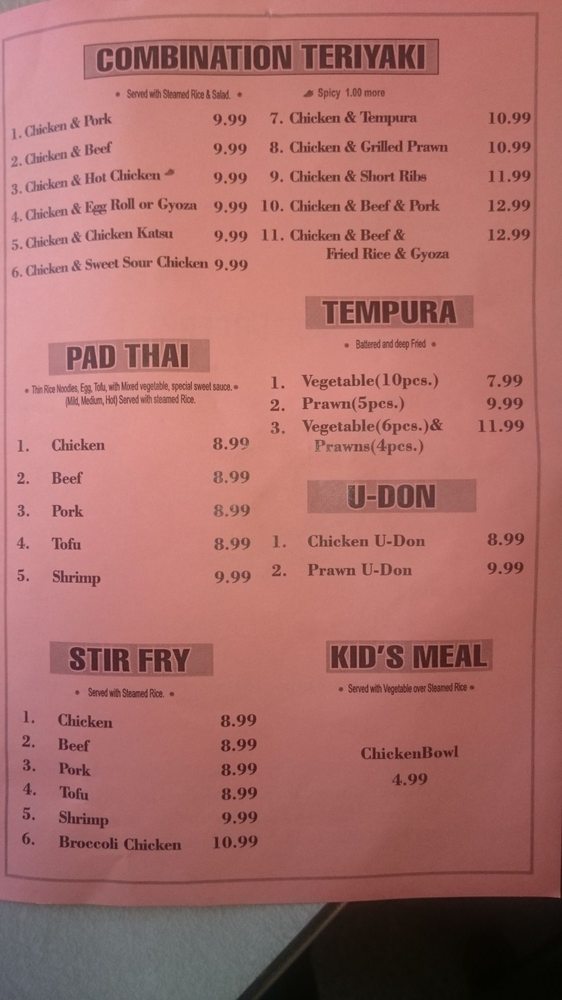 COMBINATION TERIYAKI
• Served with Steamed Rice & Salad. •
Spicy 1.00 more
1. Chicken & Pork 9.99
2. Chicken & Beef 9.99
3. Chicken & Hot Chicken 9.99
4. Chicken & Egg Roll or Gyoza 9.99
5. Chicken & Chicken Katsu 9.99
6. Chicken & Sweet Sour Chicken 9.99
7. Chicken & Tempura 10.99
8. Chicken & Grilled Prawn 10.99
9. Chicken & Short Ribs 11.99
10. Chicken & Beef & Pork 12.99
11. Chicken & Beef & 12.99
Fried Rice & Gyoza
PAD THAI
• Thin Rice Noodles, Egg, Tofu, with Mixed vegetable, special sweet sauce. •
(Mild, Medium, Hot) Served with steamed Rice.
1. Chicken 8.99
2. Beef 8.99
3. Pork 8.99
4. Tofu 8.99
5. Shrimp 9.99
TEMPURA
• Battered and deep Fried •
1. Vegetable(10pcs.) 7.99
2. Prawn(5pcs.) 9.99
3. Vegetable(6pcs.)& 11.99
Prawns(4pcs.)
U-DON
1. Chicken U-Don 8.99
2. Prawn U-Don 9.99
STIR FRY
• Served with Steamed Rice. •
1. Chicken 8.99
2. Beef 8.99
3. Pork 8.99
4. Tofu 8.99
5. Shrimp 9.99
6. Broccoli Chicken 10.99
KID'S MEAL
• Served with Vegetable over Steamed Rice •
ChickenBowl
4.99